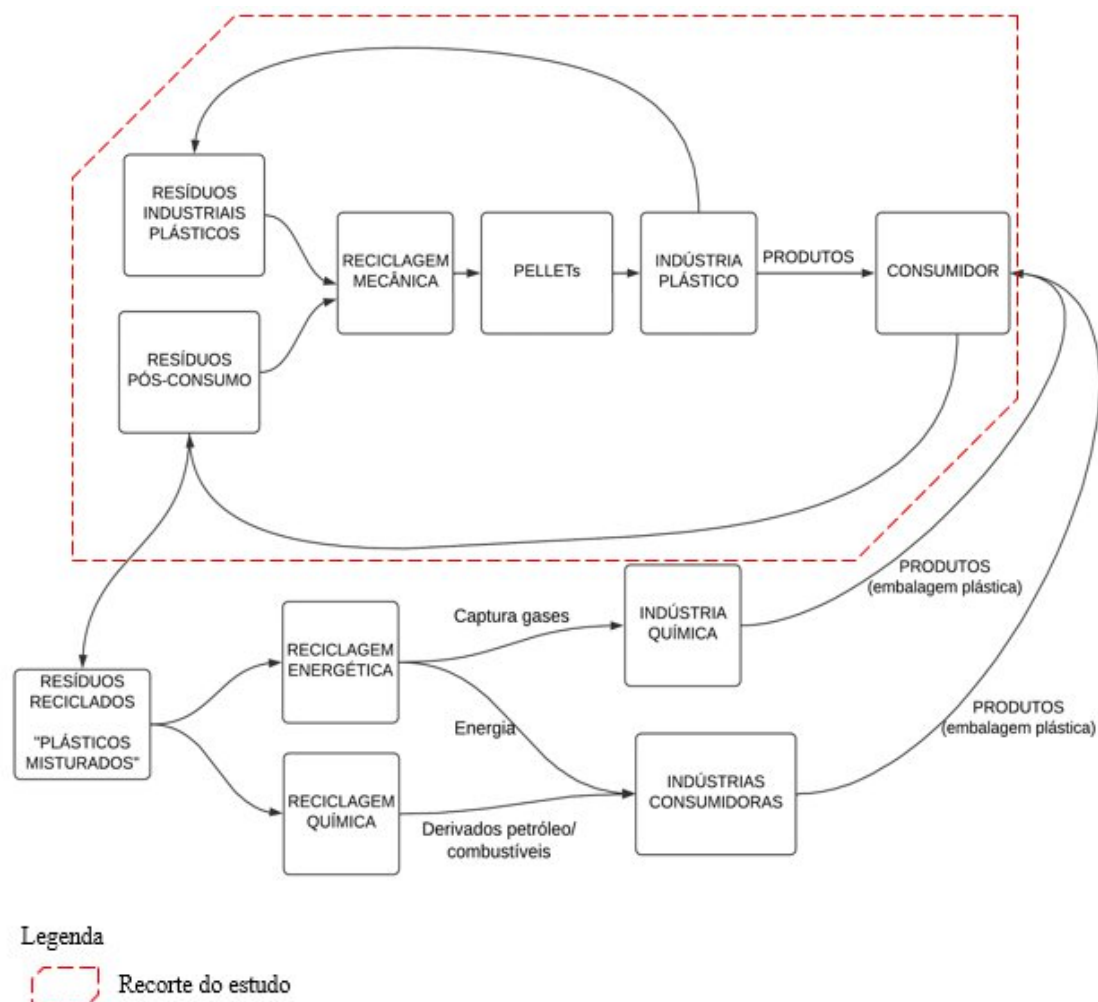 RESÍDUOS
INDUSTRIAIS
PLÁSTICOS
RECICLAGEM
MECÂNICA
PELLETs
INDÚSTRIA
PLÁSTICO
PRODUTOS
CONSUMIDOR
RESÍDUOS
PÓS-CONSUMO
PRODUTOS
(embalagem plástica)
Captura gases
INDÚSTRIA
QUÍMICA
RECICLAGEM
ENERGÉTICA
RESÍDUOS
RECICLADOS
"PLÁSTICOS
MISTURADOS"
Energia
PRODUTOS
(embalagem plástica)
INDÚSTRIAS
CONSUMIDORAS
RECICLAGEM
QUÍMICA
Derivados petróleo/
combustíveis
Legenda
Recorte do estudo